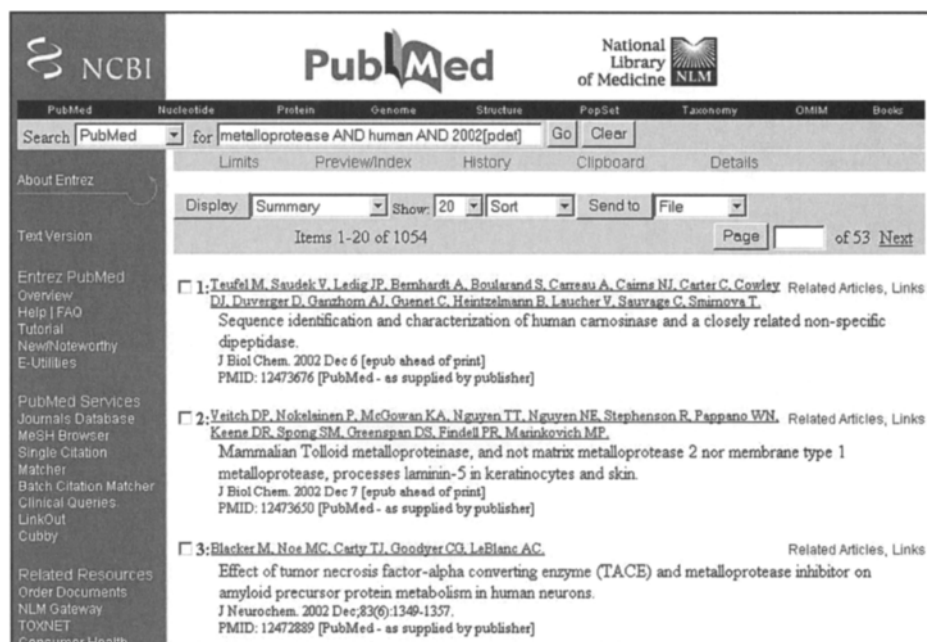 NCBI
PubMed
National
Library
of Medicine
NLM
PubMed Nucleotide Protein Genome Structure PopSet Taxonomy OMIM Books
Search PubMed for metalloprotease AND human AND 2002[pdat] Go Clear
Limits Preview/Index History Clipboard Details
About Entrez
Display Summary Show: 20 Sort Send to File
Text Version
Items 1-20 of 1054
Page of 53 Next
Entrez PubMed
Overview
Help | FAQ
Tutorial
New/Noteworthy
E-Utilities
PubMed Services
Journals Database
MeSH Browser
Single Citation
Matcher
Batch Citation Matcher
Clinical Queries
LinkOut
Cubby
Related Resources
Order Documents
NLM Gateway
TOXNET
Consumer Health
1: Teufel M, Saudek V, Ledig JP, Bernhardt A, Boularand S, Carreau A, Cairns NJ, Carter C, Cowley Related Articles, Links
DJ, Duverger D, Ganzhorn AJ, Guenet C, Heintzelmann B, Laucher V, Sauvage C, Smirnova T.
Sequence identification and characterization of human carnosinase and a closely related non-specific
dipeptidase.
J Biol Chem. 2002 Dec 6 [epub ahead of print]
PMID: 12473676 [PubMed - as supplied by publisher]
2: Veitch DP, Nokelainen P, McGowan KA, Nguyen TT, Nguyen NE, Stephenson R, Pappano WN, Related Articles, Links
Keene DR, Spong SM, Greenspan DS, Findell PR, Marinkovich MP.
Mammalian Tolloid metalloproteinase, and not matrix metalloprotease 2 nor membrane type 1
metalloprotease, processes laminin-5 in keratinocytes and skin.
J Biol Chem. 2002 Dec 7 [epub ahead of print]
PMID: 12473650 [PubMed - as supplied by publisher]
3: Blacker M, Noe MC, Carty TJ, Goodyer CG, LeBlanc AC. Related Articles, Links
Effect of tumor necrosis factor-alpha converting enzyme (TACE) and metalloprotease inhibitor on
amyloid precursor protein metabolism in human neurons.
J Neurochem. 2002 Dec;83(6):1349-1357.
PMID: 12472889 [PubMed - as supplied by publisher]